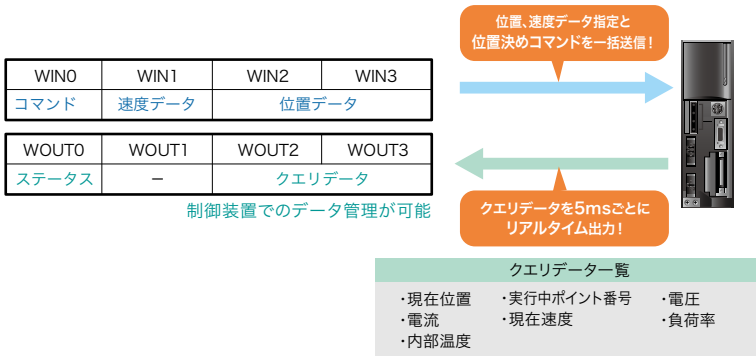 位置、速度データ指定と
位置決めコマンドを一括送信!
WIN0 WIN1 WIN2 WIN3
コマンド 速度データ 位置データ
WOUT0 WOUT1 WOUT2 WOUT3
ステータス － クエリデータ
制御装置でのデータ管理が可能
クエリデータを5msごとに
リアルタイム出力!
クエリデータ一覧
・現在位置 ・実行中ポイント番号 ・電圧
・電流 ・現在速度 ・負荷率
・内部温度